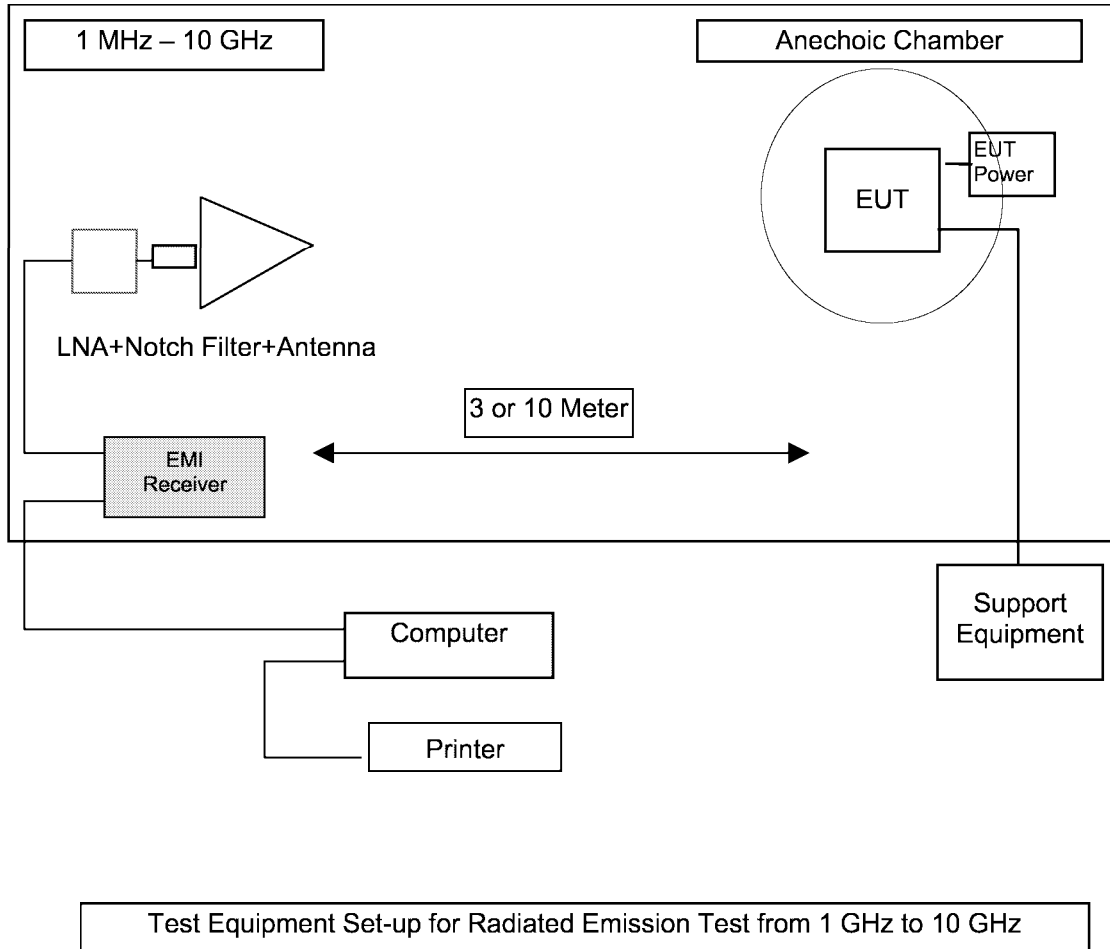 1 MHz – 10 GHz
Anechoic Chamber
EUT
Power
EUT
LNA+Notch Filter+Antenna
3 or 10 Meter
EMI
Receiver
Support
Equipment
Computer
Printer
Test Equipment Set-up for Radiated Emission Test from 1 GHz to 10 GHz